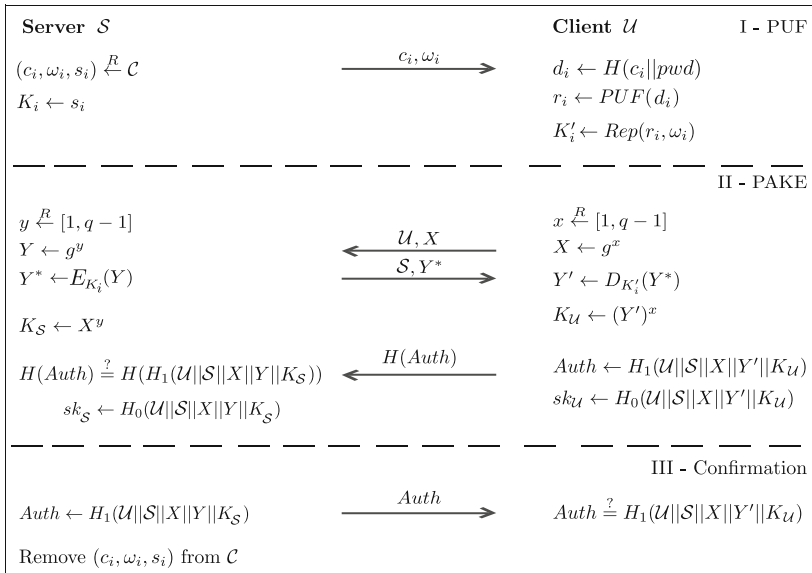 Server 𝒮 Client 𝒰 I - PUF
(c_i, ω_i, s_i) ←^R 𝒞 c_i, ω_i d_i ← H(c_i||pwd)
K_i ← s_i r_i ← PUF(d_i)
K′_i ← Rep(r_i, ω_i)
II - PAKE
y ←^R [1, q − 1] x ←^R [1, q − 1]
Y ← g^y 𝒰, X X ← g^x
Y* ← E_{K_i}(Y) 𝒮, Y* Y′ ← D_{K′_i}(Y*)
K_𝒮 ← X^y K_𝒰 ← (Y′)^x
H(Auth) ≟ H(H_1(𝒰||𝒮||X||Y||K_𝒮)) H(Auth) Auth ← H_1(𝒰||𝒮||X||Y′||K_𝒰)
sk_𝒮 ← H_0(𝒰||𝒮||X||Y||K_𝒮) sk_𝒰 ← H_0(𝒰||𝒮||X||Y′||K_𝒰)
III - Confirmation
Auth ← H_1(𝒰||𝒮||X||Y||K_𝒮) Auth Auth ≟ H_1(𝒰||𝒮||X||Y′||K_𝒰)
Remove (c_i, ω_i, s_i) from 𝒞